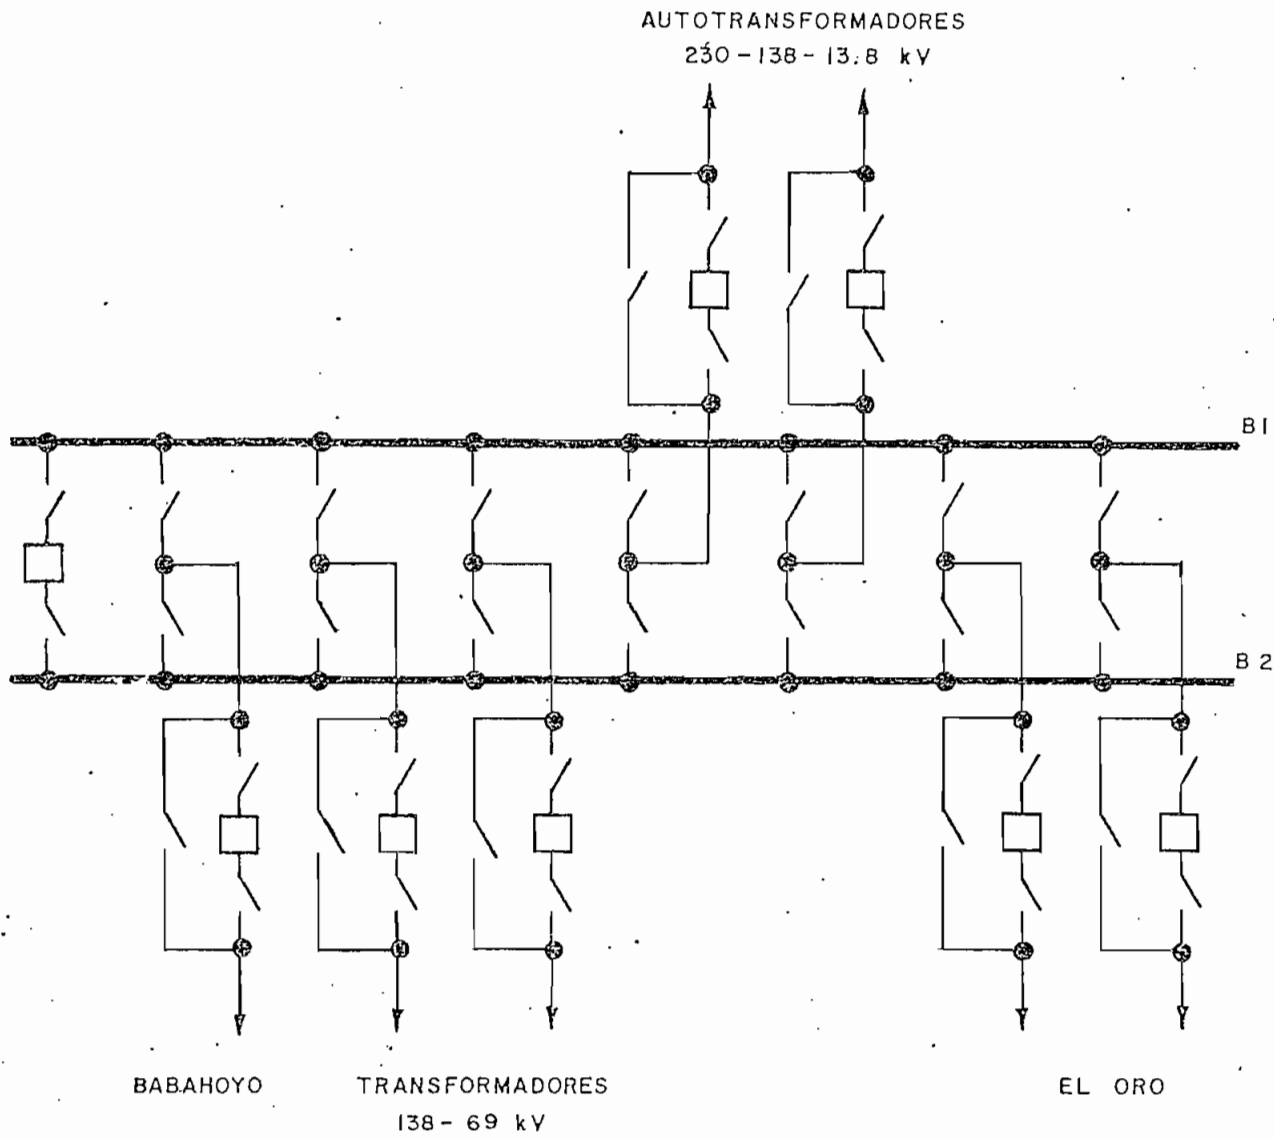 AUTOTRANSFORMADORES
230-138-13.8 kV
B1
B2
BABAHOYO
TRANSFORMADORES
138-69 kV
EL ORO